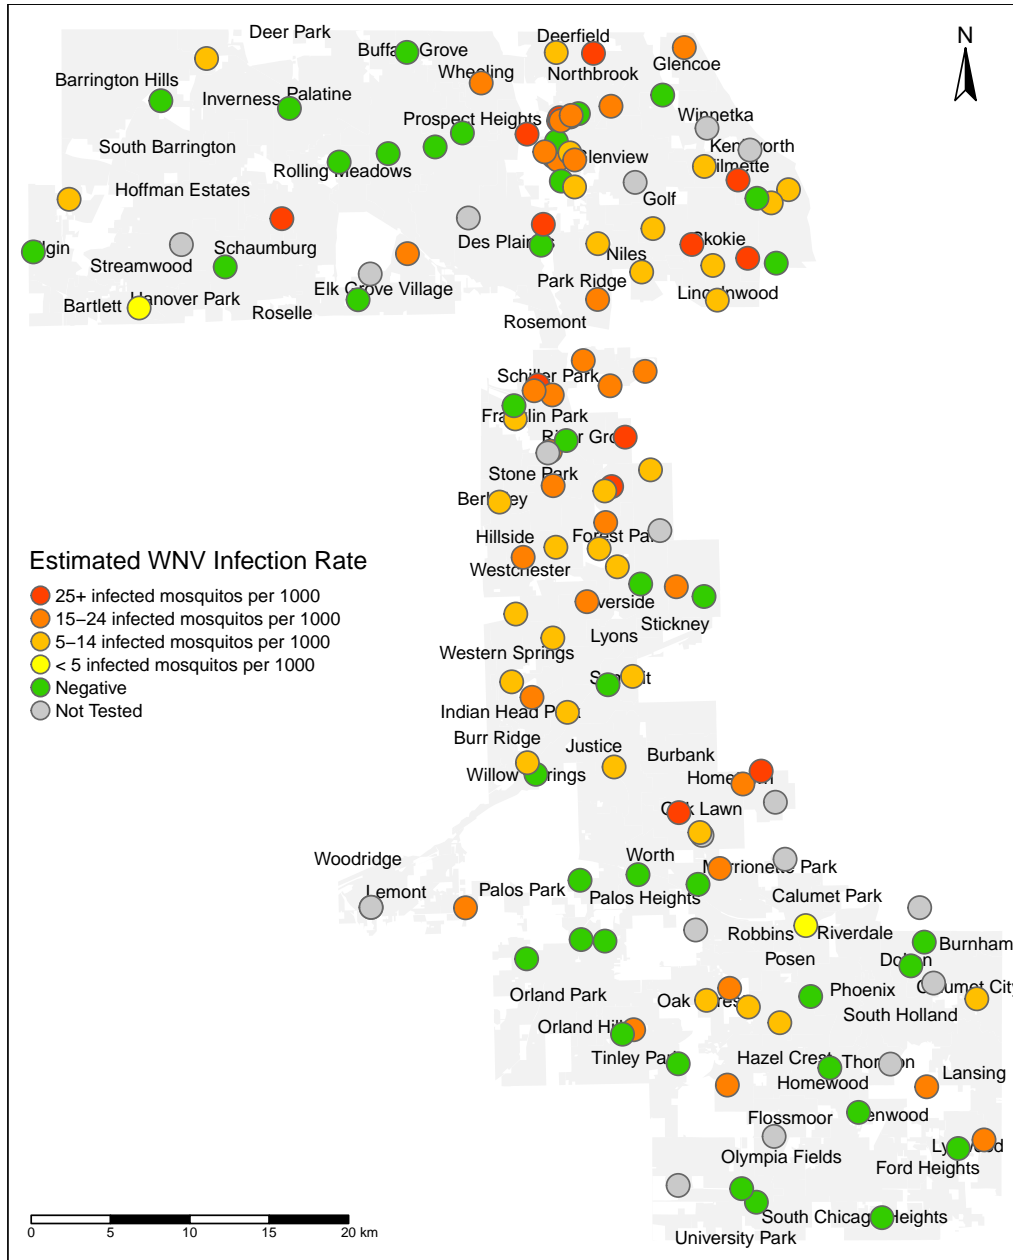 Deer Park
Deerfield
N
Buffalo Grove
Northbrook
Glencoe
Wheeling
Barrington Hills
Inverness
Palatine
Winnetka
Prospect Heights
Kenilworth
South Barrington
Glenview
Wilmette
Rolling Meadows
Hoffman Estates
Golf
Elgin
Schaumburg
Des Plaines
Skokie
Niles
Streamwood
Park Ridge
Elk Grove Village
Lincolnwood
Bartlett
Hanover Park
Roselle
Rosemont
Schiller Park
Franklin Park
River Grove
Stone Park
Berkeley
Hillside
Forest Park
Westchester
Riverside
Stickney
Lyons
Western Springs
Summit
Indian Head Park
Burr Ridge
Justice
Burbank
Willow Springs
Hometown
Oak Lawn
Estimated WNV Infection Rate
25+ infected mosquitos per 1000
15−24 infected mosquitos per 1000
5−14 infected mosquitos per 1000
< 5 infected mosquitos per 1000
Negative
Not Tested
Woodridge
Worth
Merrionette Park
Lemont
Palos Park
Palos Heights
Calumet Park
Robbins
Riverdale
Burnham
Posen
Dolton
Calumet City
Orland Park
Oak Forest
Phoenix
South Holland
Orland Hills
Tinley Park
Hazel Crest
Thornton
Lansing
Homewood
Flossmoor
Glenwood
Lynwood
Olympia Fields
Ford Heights
South Chicago Heights
University Park
0 5 10 15 20 km